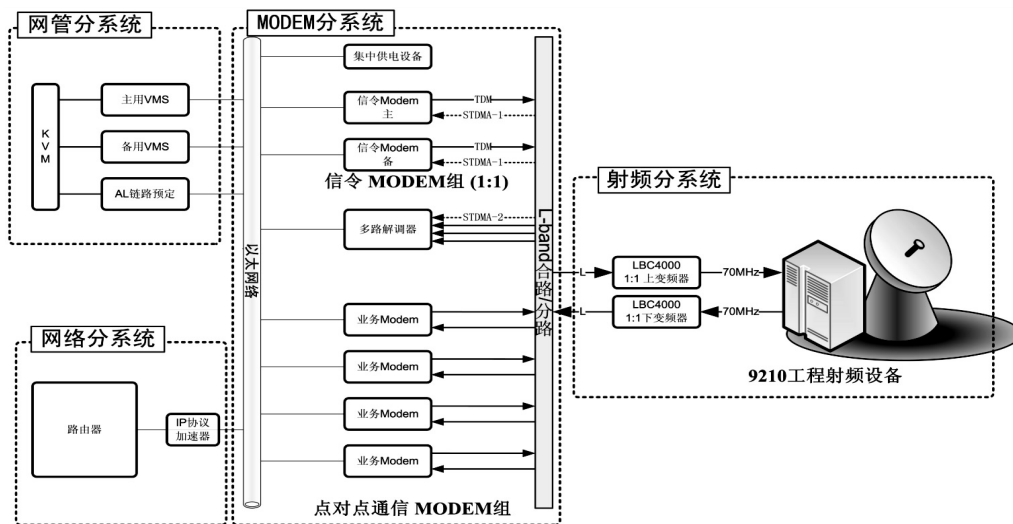 网管分系统
KVM
主用VMS
备用VMS
AL链路预定
网络分系统
路由器
IP协议
加速器
MODEM分系统
以太网络
集中供电设备
信令Modem
主
TDM
STDMA-1
信令Modem
备
TDM
STDMA-1
信令 MODEM组 (1:1)
多路解调器
STDMA-2
业务Modem
业务Modem
业务Modem
业务Modem
点对点通信 MODEM组
L-band合路/分路
射频分系统
L
LBC4000
1:1 上变频器
70MHz
L
LBC4000
1:1下变频器
70MHz
9210工程射频设备